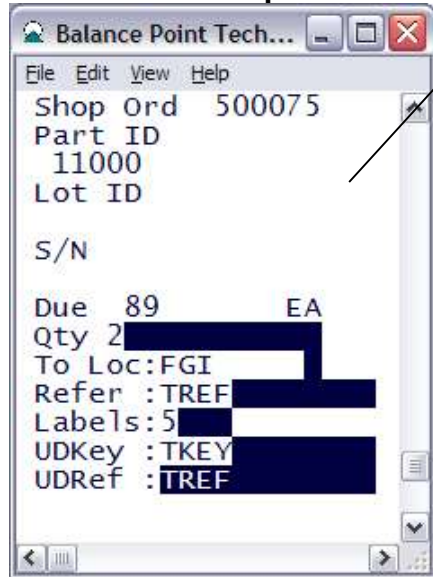 Balance Point Tech...
File Edit View Help
Shop Ord 500075
Part ID
11000
Lot ID
S/N
Due 89 EA
Qty 2
To Loc:FGI
Refer :TREF
Labels:5
UDKey :TKEY
UDRef :TREF